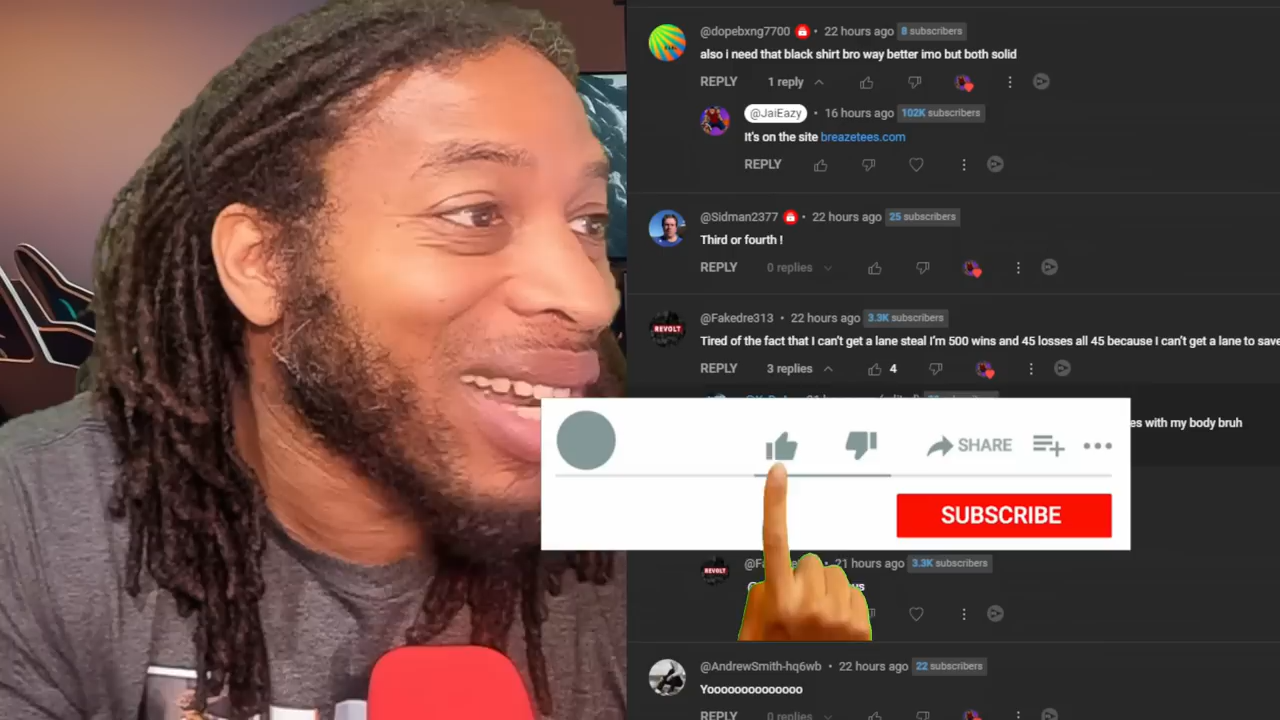 @dopebxng7700 • 22 hours ago 8 subscribers
also i need that black shirt bro way better imo but both solid
REPLY 1 reply
@JaiEazy • 16 hours ago 102K subscribers
It's on the site breazetees.com
REPLY
@Sidman2377 • 22 hours ago 25 subscribers
Third or fourth !
REPLY 0 replies
@Fakedre313 • 22 hours ago 3.3K subscribers
REVOLT
Tired of the fact that I can't get a lane steal I'm 500 wins and 45 losses all 45 because I can't get a lane to save
REPLY 3 replies 4
es with my body bruh
SHARE
SUBSCRIBE
REVOLT
21 hours ago 3.3K subscribers
@AndrewSmith-hq6wb • 22 hours ago 22 subscribers
Yoooooooooooooo
REPLY 0 replies